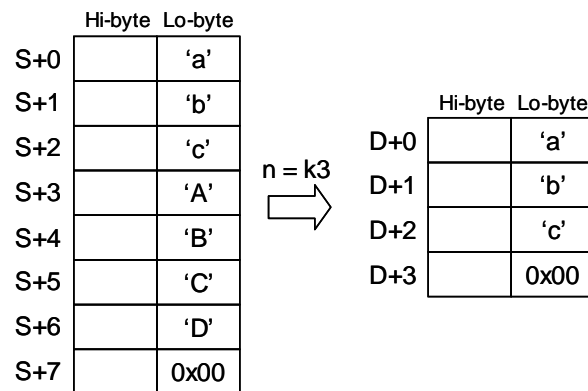 Hi-byte Lo-byte
S+0 ‘a’
S+1 ‘b’
S+2 ‘c’
S+3 ‘A’
S+4 ‘B’
S+5 ‘C’
S+6 ‘D’
S+7 0x00
n = k3
Hi-byte Lo-byte
D+0 ‘a’
D+1 ‘b’
D+2 ‘c’
D+3 0x00